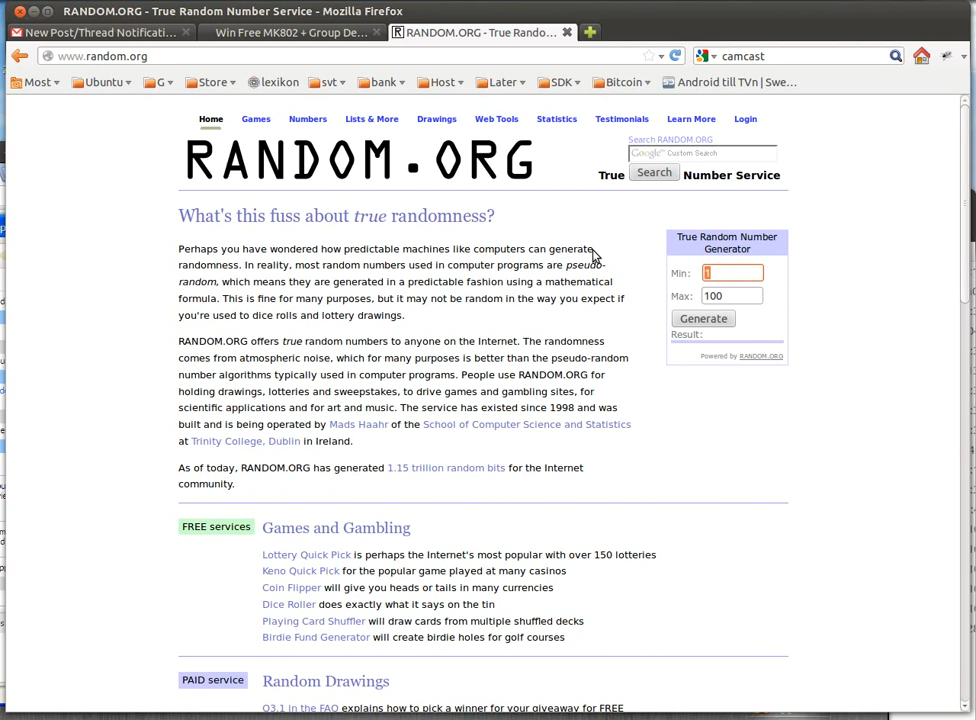 RANDOM.ORG - True Random Number Service - Mozilla Firefox
New Post/Thread Notificati...
Win Free MK802 + Group De...
RANDOM.ORG - True Rando...
www.random.org
camcast
Most
Ubuntu
G
Store
lexikon
svt
bank
Host
Later
SDK
Bitcoin
Android till TVn | Swe...
Home Games Numbers Lists & More Drawings Web Tools Statistics Testimonials Learn More Login
Search RANDOM.ORG
Google™ Custom Search
RANDOM.ORG
True Search Number Service
What's this fuss about true randomness?
Perhaps you have wondered how predictable machines like computers can generate
randomness. In reality, most random numbers used in computer programs are pseudo-
random, which means they are generated in a predictable fashion using a mathematical
formula. This is fine for many purposes, but it may not be random in the way you expect if
you're used to dice rolls and lottery drawings.
RANDOM.ORG offers true random numbers to anyone on the Internet. The randomness
comes from atmospheric noise, which for many purposes is better than the pseudo-random
number algorithms typically used in computer programs. People use RANDOM.ORG for
holding drawings, lotteries and sweepstakes, to drive games and gambling sites, for
scientific applications and for art and music. The service has existed since 1998 and was
built and is being operated by Mads Haahr of the School of Computer Science and Statistics
at Trinity College, Dublin in Ireland.
As of today, RANDOM.ORG has generated 1.15 trillion random bits for the Internet
community.
True Random Number
Generator
Min: 1
Max: 100
Generate
Result:
Powered by RANDOM.ORG
FREE services
Games and Gambling
Lottery Quick Pick is perhaps the Internet's most popular with over 150 lotteries
Keno Quick Pick for the popular game played at many casinos
Coin Flipper will give you heads or tails in many currencies
Dice Roller does exactly what it says on the tin
Playing Card Shuffler will draw cards from multiple shuffled decks
Birdie Fund Generator will create birdie holes for golf courses
PAID service
Random Drawings
Q3.1 in the FAQ explains how to pick a winner for your giveaway for FREE